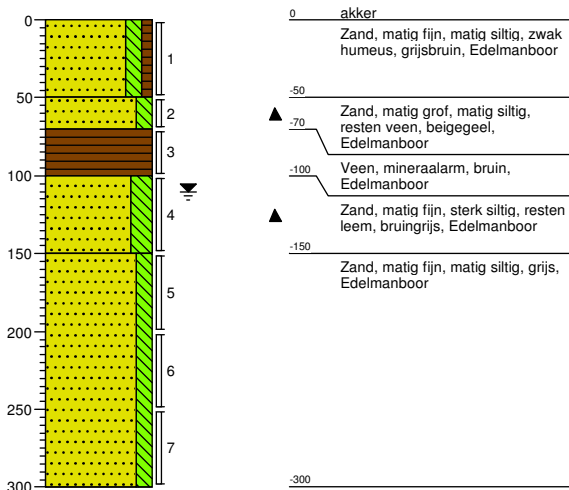 0
50
100
150
200
250
300
1
2
3
4
5
6
7
0 akker
Zand, matig fijn, matig siltig, zwak
humeus, grijsbruin, Edelmanboor
-50
Zand, matig grof, matig siltig,
resten veen, beigegeel,
Edelmanboor
-70
Veen, mineraalarm, bruin,
Edelmanboor
-100
Zand, matig fijn, sterk siltig, resten
leem, bruingrijs, Edelmanboor
-150
Zand, matig fijn, matig siltig, grijs,
Edelmanboor
-300